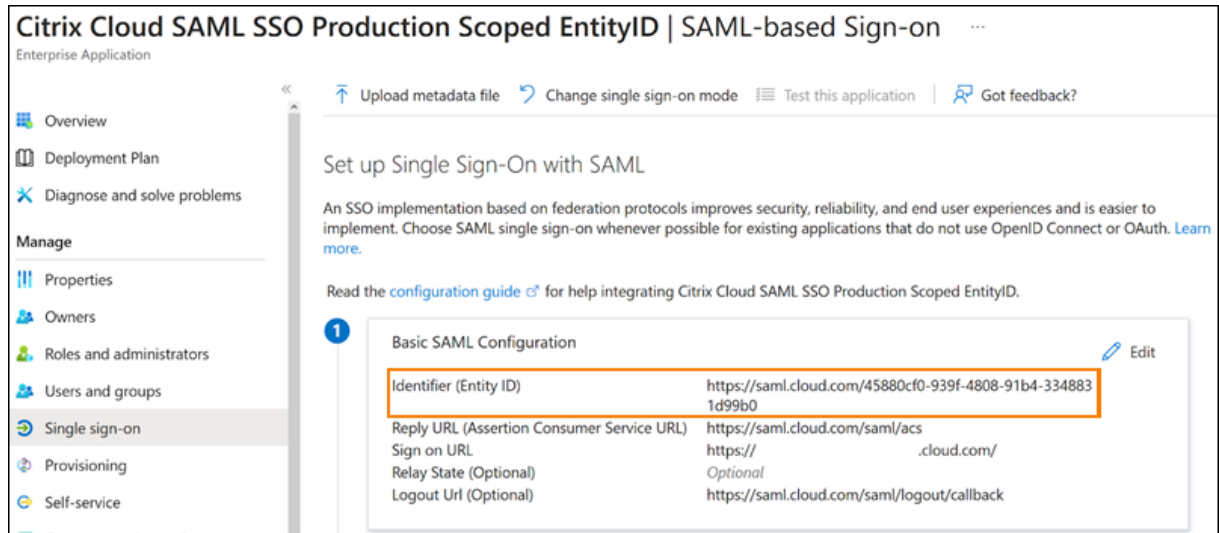 Citrix Cloud SAML SSO Production Scoped EntityID | SAML-based Sign-on ...
Enterprise Application
«
Overview
Deployment Plan
Diagnose and solve problems
Manage
Properties
Owners
Roles and administrators
Users and groups
Single sign-on
Provisioning
Self-service
Upload metadata file Change single sign-on mode Test this application | Got feedback?
Set up Single Sign-On with SAML
An SSO implementation based on federation protocols improves security, reliability, and end user experiences and is easier to
implement. Choose SAML single sign-on whenever possible for existing applications that do not use OpenID Connect or OAuth. Learn
more.
Read the configuration guide for help integrating Citrix Cloud SAML SSO Production Scoped EntityID.
1
Basic SAML Configuration
Edit
Identifier (Entity ID) https://saml.cloud.com/45880cf0-939f-4808-91b4-334883
1d99b0
Reply URL (Assertion Consumer Service URL) https://saml.cloud.com/saml/acs
Sign on URL https:// .cloud.com/
Relay State (Optional) Optional
Logout Url (Optional) https://saml.cloud.com/saml/logout/callback